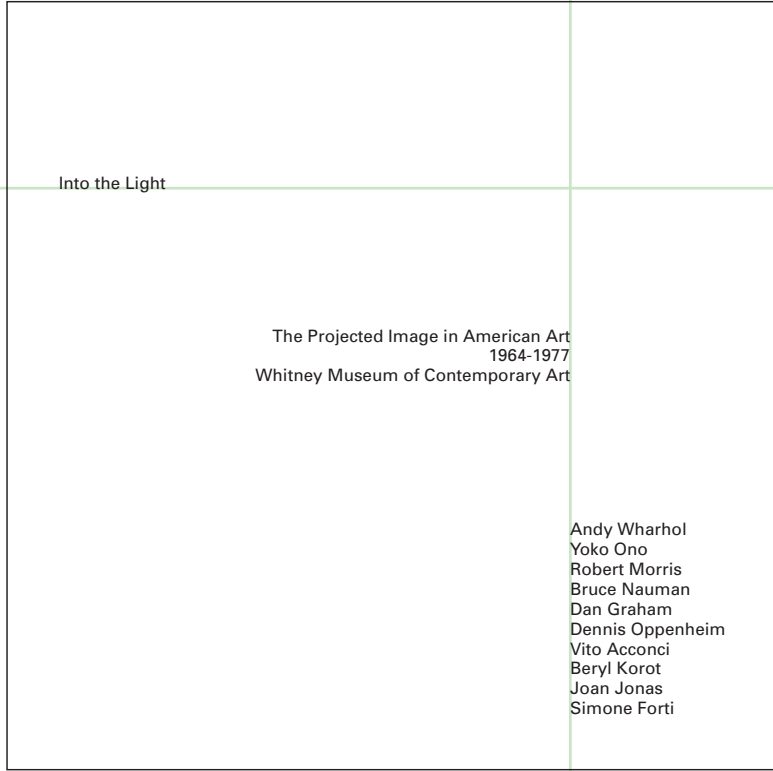 Into the Light
The Projected Image in American Art
1964-1977
Whitney Museum of Contemporary Art
Andy Wharhol
Yoko Ono
Robert Morris
Bruce Nauman
Dan Graham
Dennis Oppenheim
Vito Acconci
Beryl Korot
Joan Jonas
Simone Forti